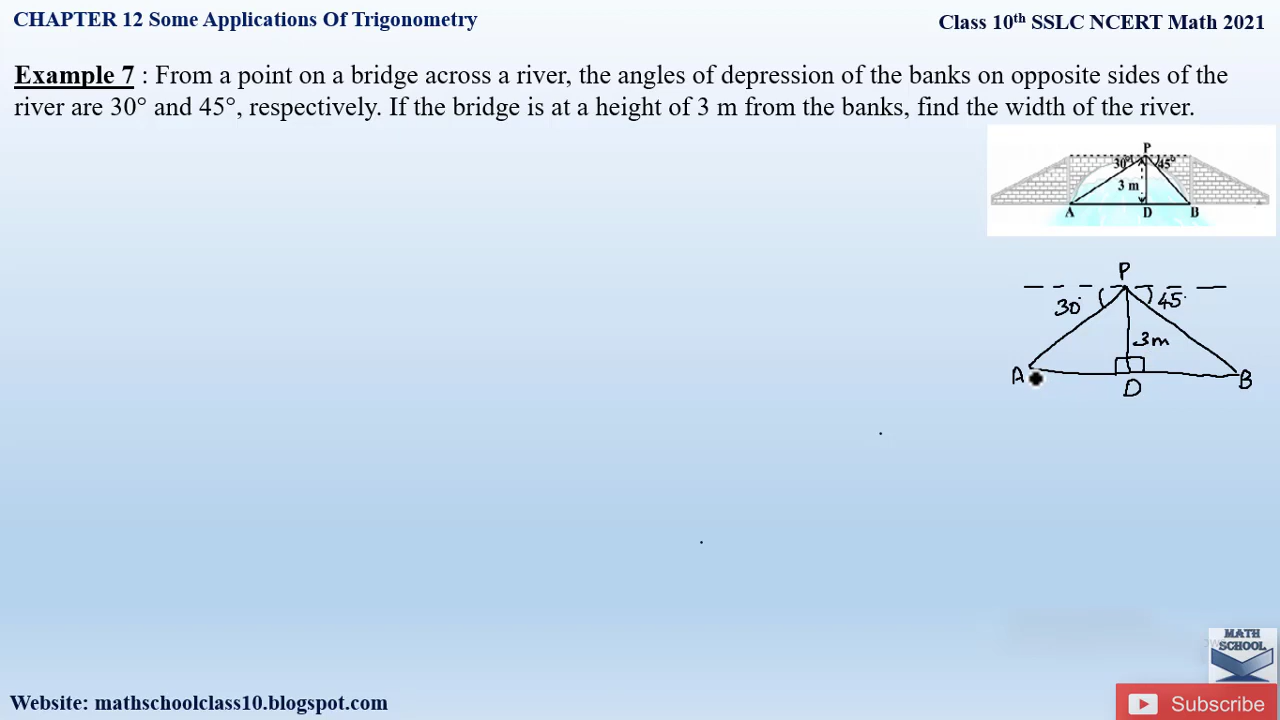 CHAPTER 12 Some Applications Of Trigonometry
Class 10th SSLC NCERT Math 2021
Example 7 : From a point on a bridge across a river, the angles of depression of the banks on opposite sides of the
river are 30° and 45°, respectively. If the bridge is at a height of 3 m from the banks, find the width of the river.
P
30° 45°
3 m
A D B
P
30° 45°
3m
A D B
MATH
SCHOOL
Website: mathschoolclass10.blogspot.com
Subscribe